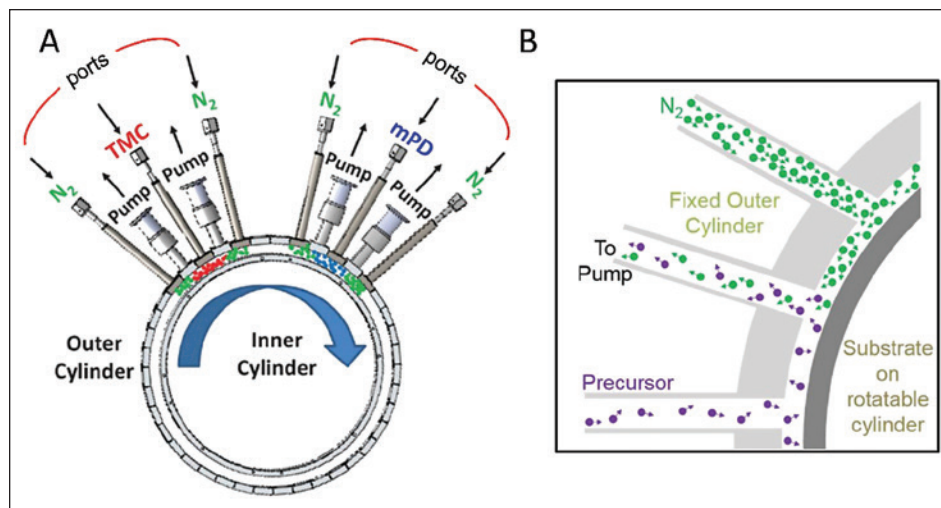 A
ports
N2
TMC
Pump
Pump
N2
ports
N2
Pump
mPD
Pump
N2
Outer
Cylinder
Inner
Cylinder
B
N2
Fixed Outer
Cylinder
To
Pump
Precursor
Substrate
on
rotatable
cylinder